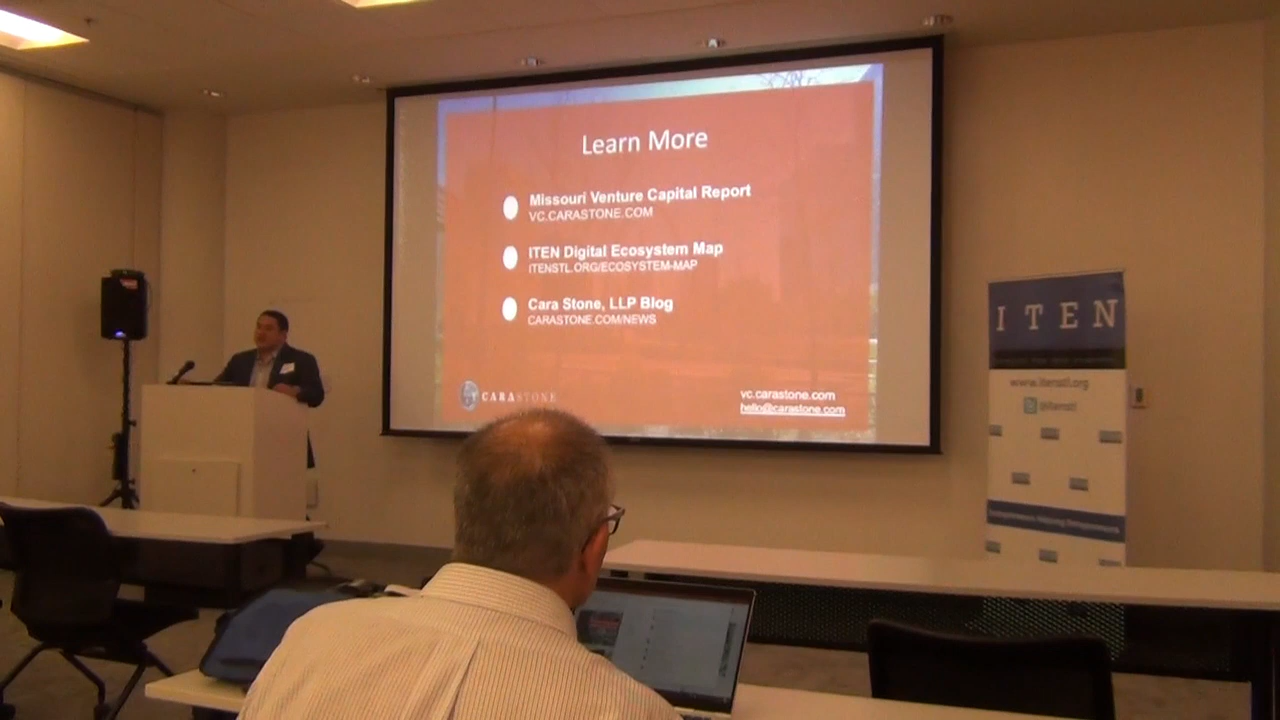 Learn More
Missouri Venture Capital Report
VC.CARASTONE.COM
ITEN Digital Ecosystem Map
ITENSTL.ORG/ECOSYSTEM-MAP
Cara Stone, LLP Blog
CARASTONE.COM/NEWS
CARASTONE
vc.carastone.com
hello@carastone.com
ITEN
www.itenstl.org
@itenstl